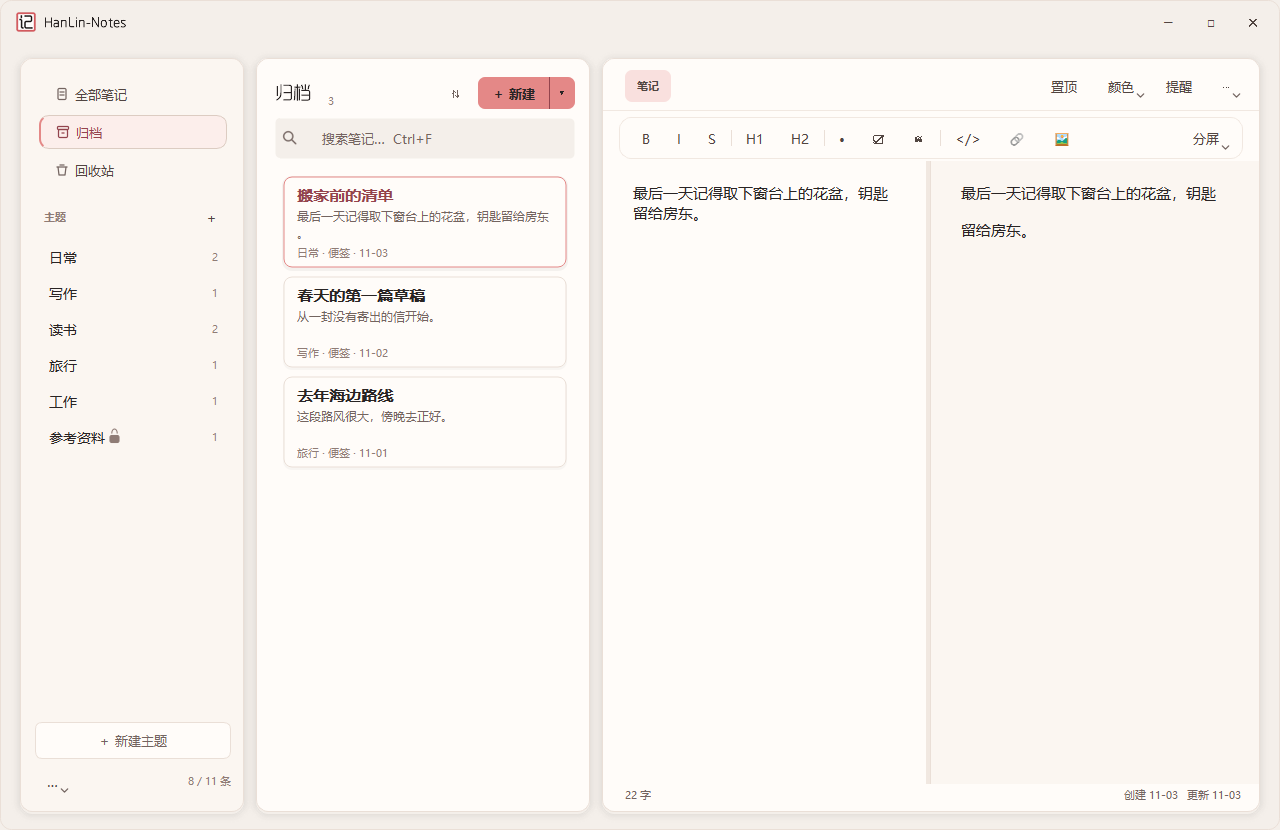 记 HanLin-Notes
全部笔记
归档
回收站
主题 +
日常 2
写作 1
读书 2
旅行 1
工作 1
参考资料 1
+ 新建主题
... 8 / 11 条
归档 3
+ 新建
搜索笔记... Ctrl+F
搬家前的清单
最后一天记得取下窗台上的花盆，钥匙留给房东
。
日常 · 便签 · 11-03
春天的第一篇草稿
从一封没有寄出的信开始。
写作 · 便签 · 11-02
去年海边路线
这段路风很大，傍晚去正好。
旅行 · 便签 · 11-01
笔记 置顶 颜色 提醒 ...
B I S H1 H2 • ❝ </> 分屏
最后一天记得取下窗台上的花盆，钥匙
留给房东。
最后一天记得取下窗台上的花盆，钥匙
留给房东。
22 字 创建 11-03 更新 11-03